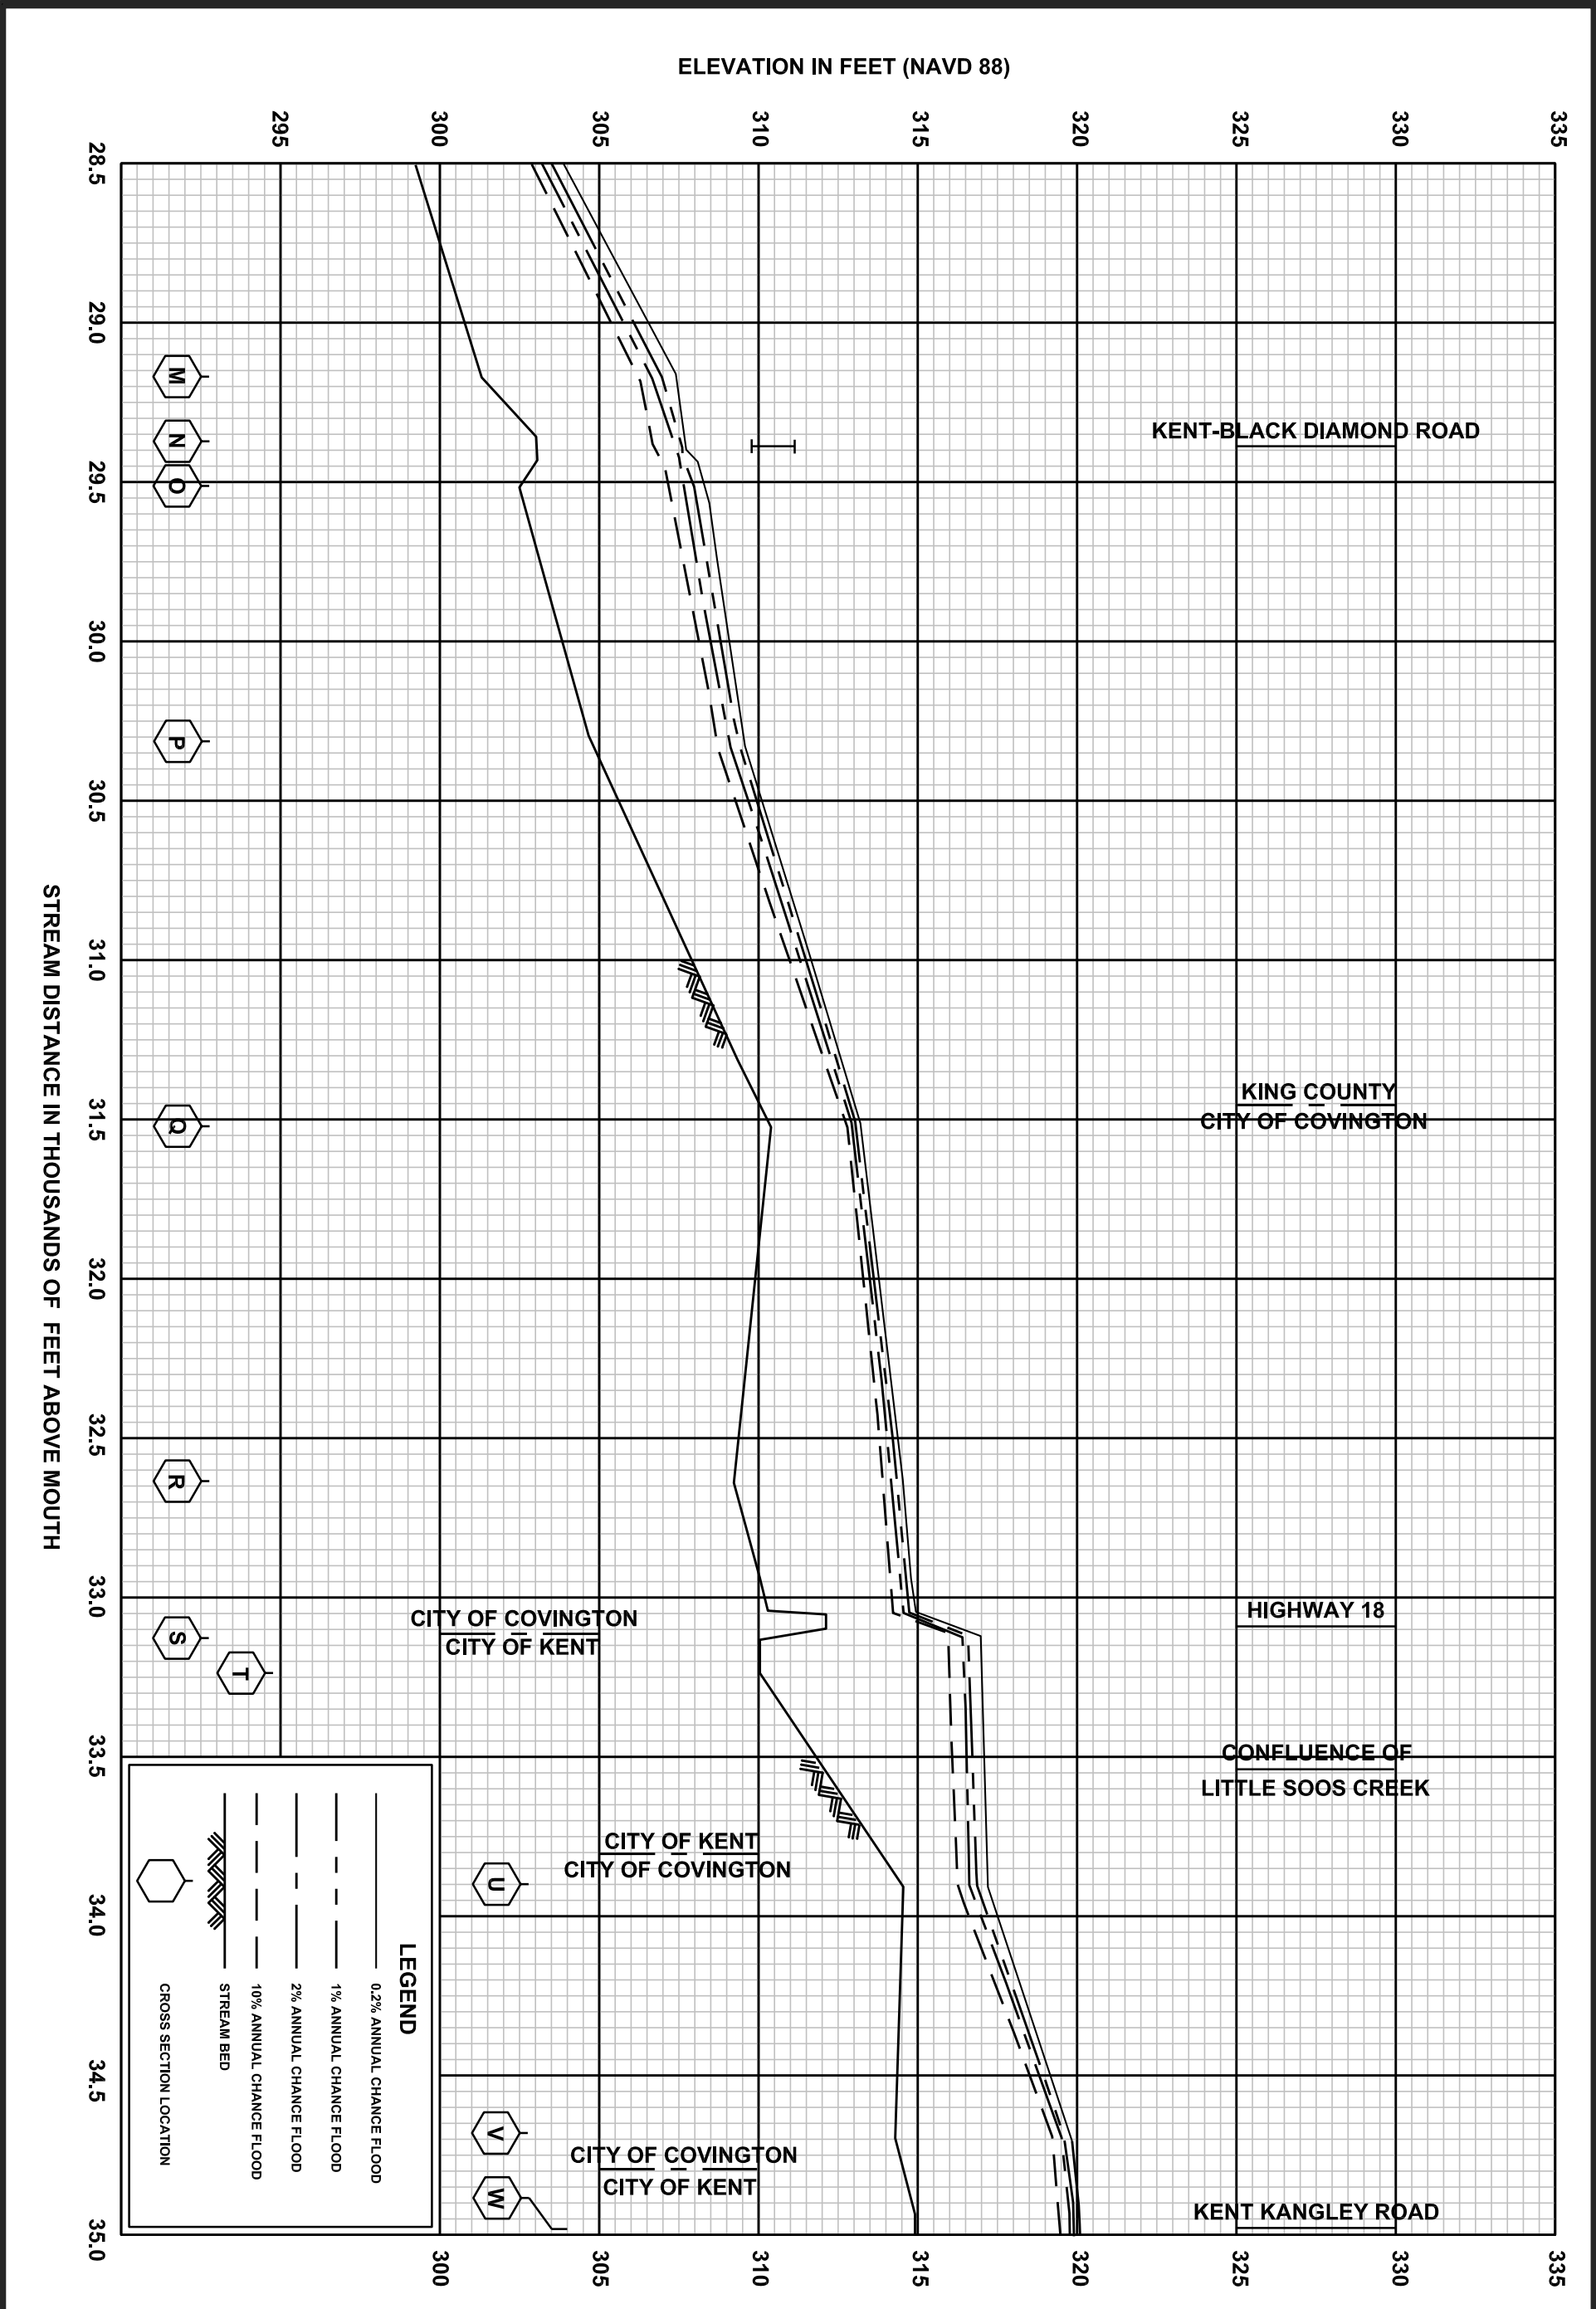 ELEVATION IN FEET (NAVD 88)
295
300
305
310
315
320
325
330
335
28.5
29.0
29.5
30.0
30.5
31.0
31.5
32.0
32.5
33.0
33.5
34.0
34.5
35.0
STREAM DISTANCE IN THOUSANDS OF FEET ABOVE MOUTH
M
N
O
P
Q
R
S
T
U
V
W
KENT-BLACK DIAMOND ROAD
KING COUNTY
CITY OF COVINGTON
HIGHWAY 18
CITY OF COVINGTON
CITY OF KENT
CONFLUENCE OF
LITTLE SOOS CREEK
CITY OF KENT
CITY OF COVINGTON
CITY OF COVINGTON
CITY OF KENT
KENT KANGLEY ROAD
LEGEND
0.2% ANNUAL CHANCE FLOOD
1% ANNUAL CHANCE FLOOD
2% ANNUAL CHANCE FLOOD
10% ANNUAL CHANCE FLOOD
STREAM BED
CROSS SECTION LOCATION
300
305
310
315
320
325
330
335